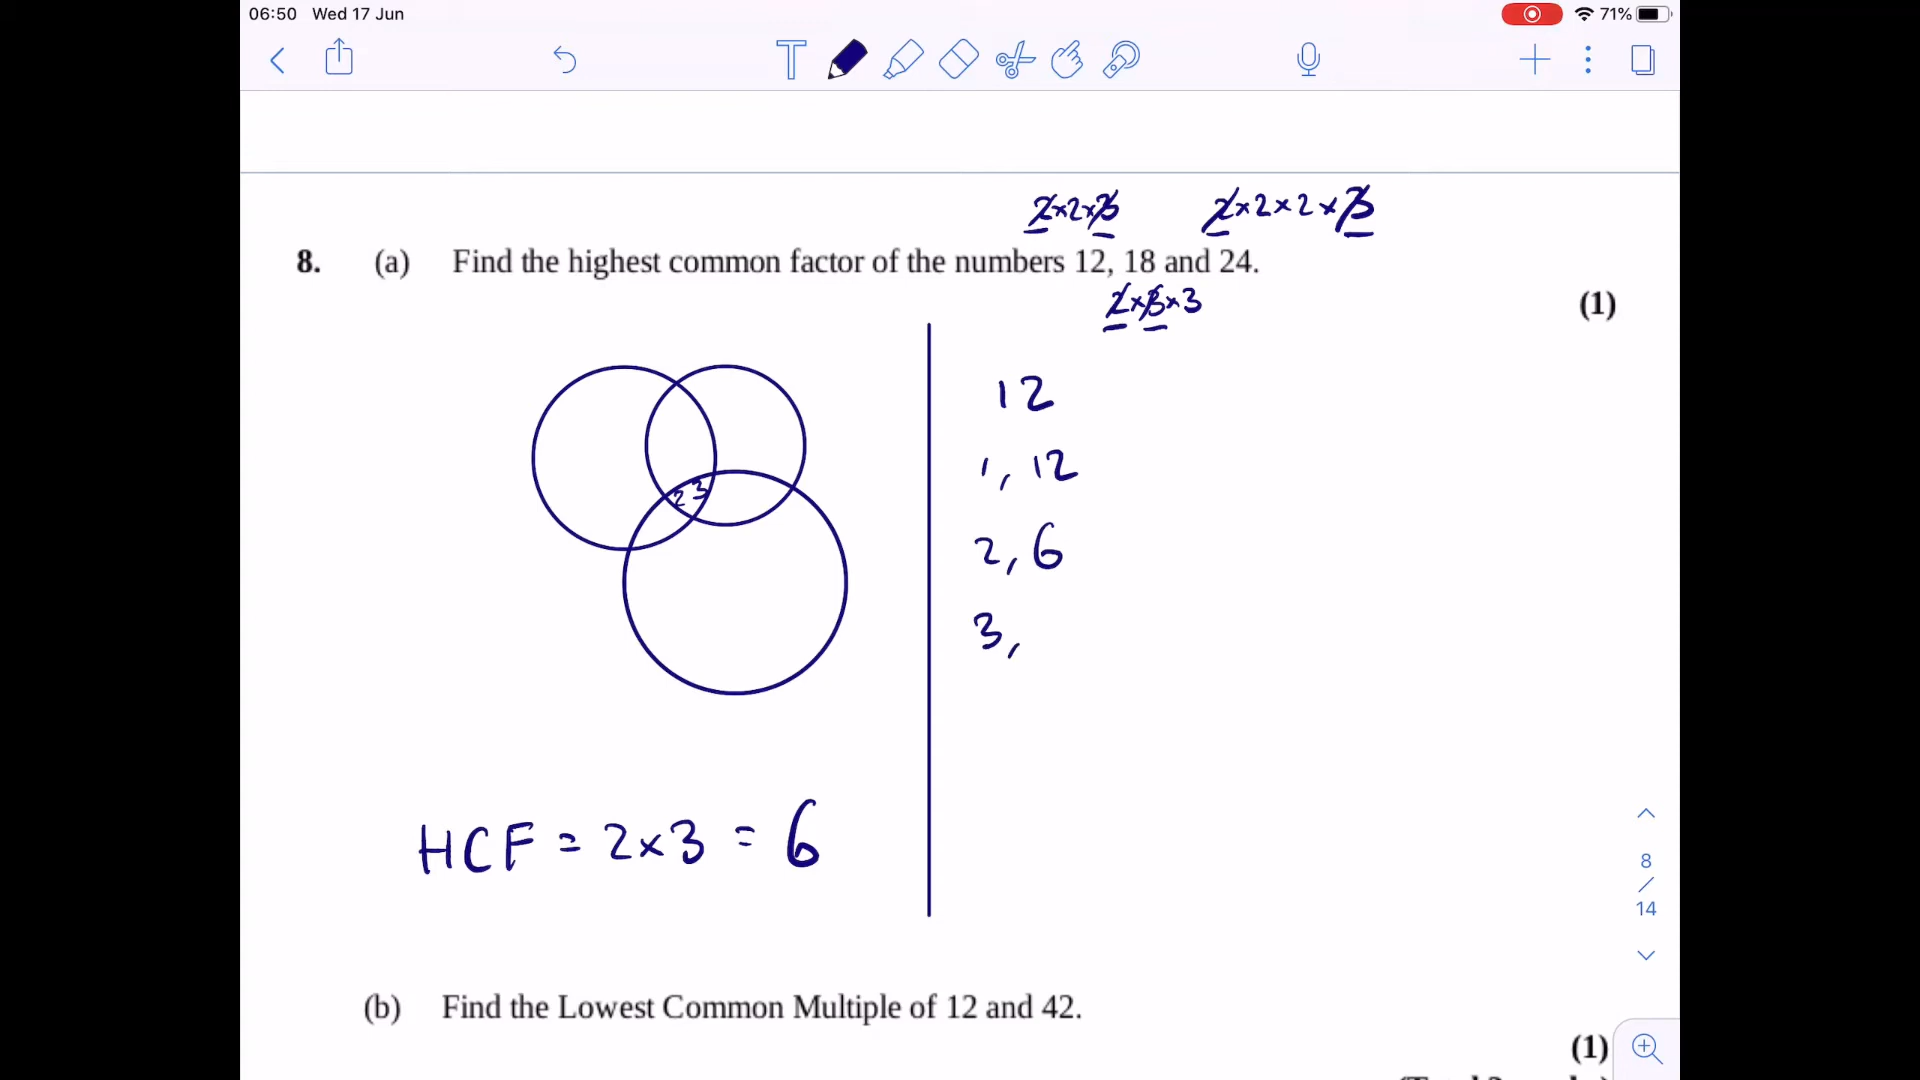 06:50 Wed 17 Jun 71%
T
2×2×3 2×2×2×3
8. (a) Find the highest common factor of the numbers 12, 18 and 24.
2×3×3
(1)
12
1, 12
2 3
2, 6
3,
HCF = 2×3 = 6
8
/
14
(b) Find the Lowest Common Multiple of 12 and 42.
(1)